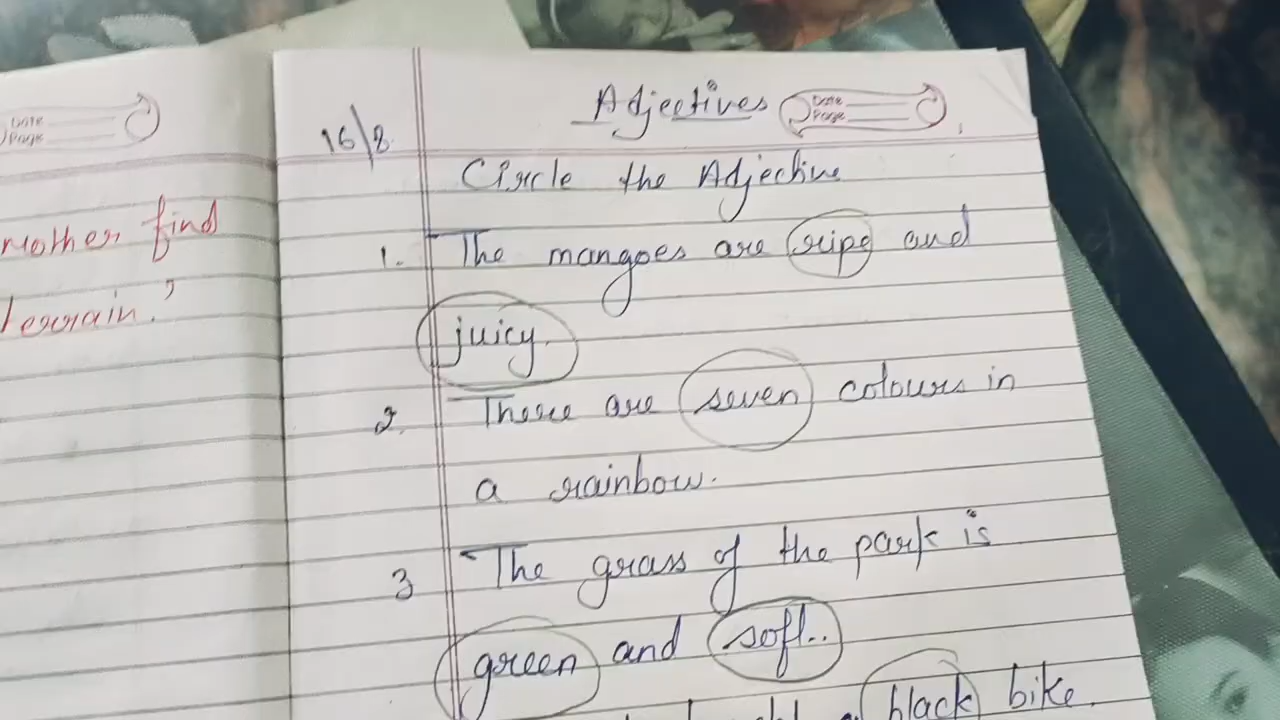 Date
Page
mother find
terrain."
16/8
Adjectives
Date
Page
Circle the Adjective
1. The mangoes are ripe and
juicy.
2. There are seven colours in
a rainbow.
3 The grass of the park is
green and soft..
black bike.